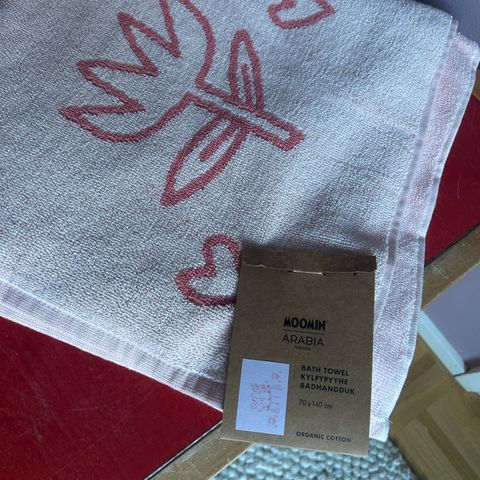 MOOMIN
ARABIA
BATH TOWEL
KYLPYPYYHE
BADHANDDUK
70 x 140 cm
ORGANIC COTTON